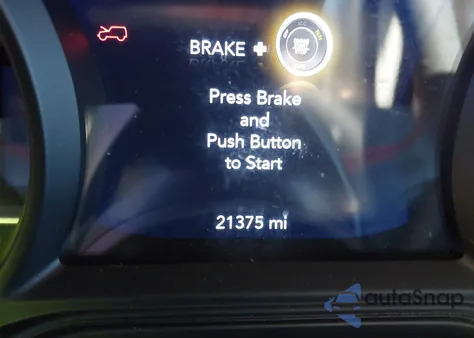 BRAKE +
Press Brake
and
Push Button
to Start
21375 mi
autoSnap